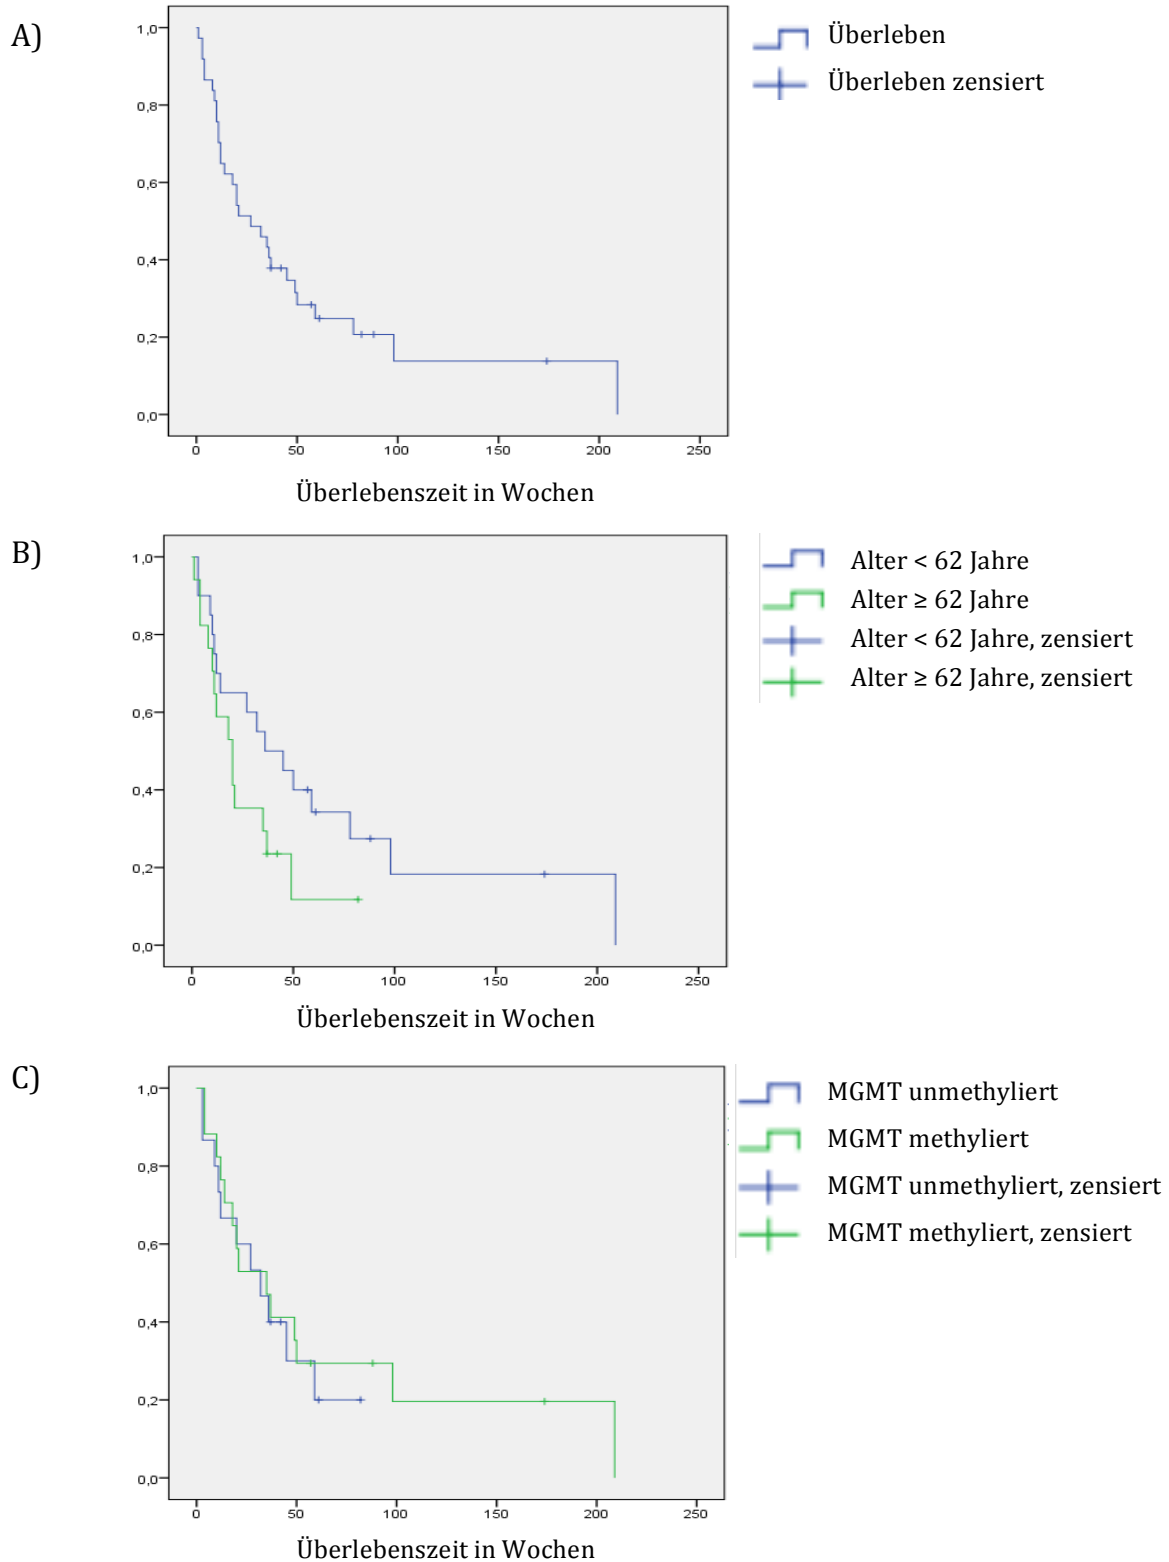 A)
1,0
0,8
0,6
0,4
0,2
0,0
0 50 100 150 200 250
Überlebenszeit in Wochen
Überleben
Überleben zensiert
B)
1,0
0,8
0,6
0,4
0,2
0,0
0 50 100 150 200 250
Überlebenszeit in Wochen
Alter < 62 Jahre
Alter ≥ 62 Jahre
Alter < 62 Jahre, zensiert
Alter ≥ 62 Jahre, zensiert
C)
1,0
0,8
0,6
0,4
0,2
0,0
0 50 100 150 200 250
Überlebenszeit in Wochen
MGMT unmethyliert
MGMT methyliert
MGMT unmethyliert, zensiert
MGMT methyliert, zensiert